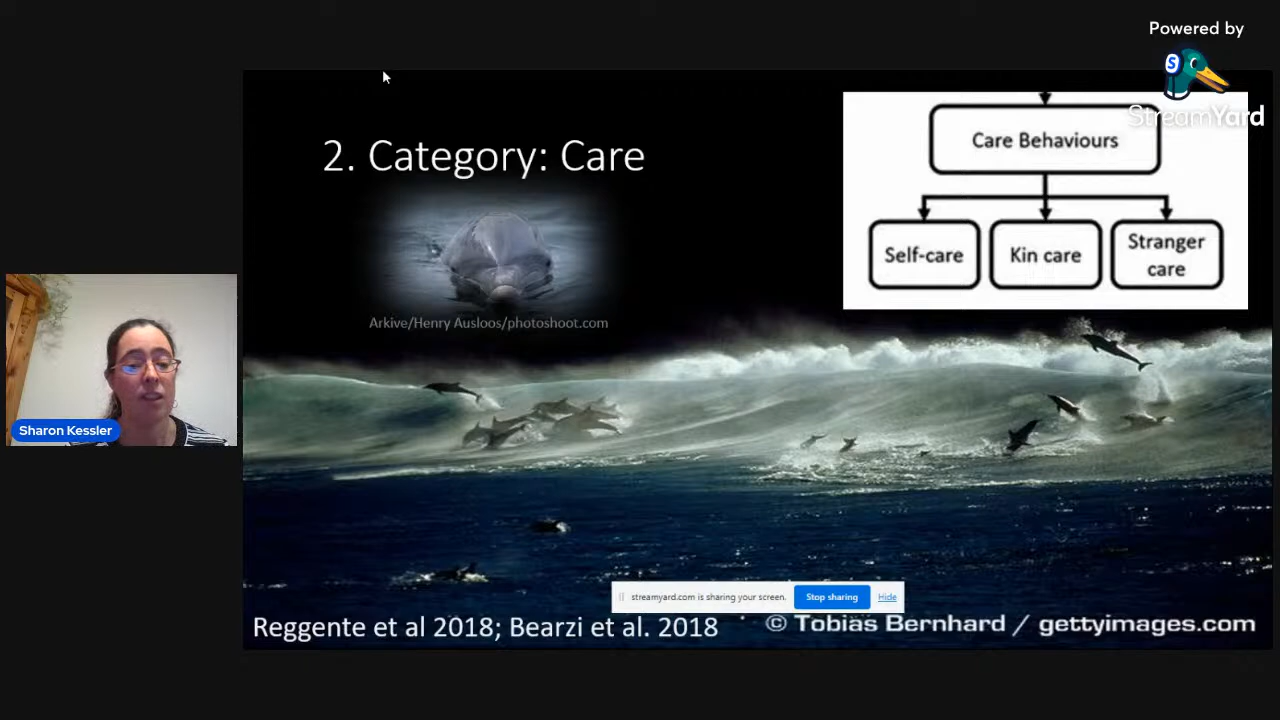 Powered by
StreamYard
2. Category: Care
Arkive/Henry Ausloos/photoshoot.com
Care Behaviours
Self-care
Kin care
Stranger
care
Sharon Kessler
streamyard.com is sharing your screen.
Stop sharing
Hide
Reggente et al 2018; Bearzi et al. 2018
© Tobias Bernhard / gettyimages.com